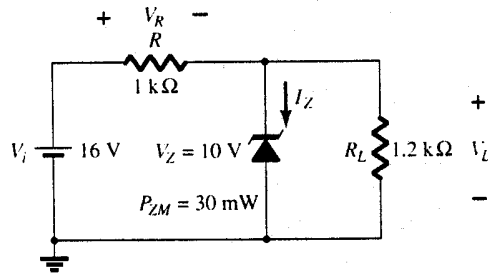 + V_R −
R
1 kΩ
I_Z
V_i
16 V
V_Z = 10 V
R_L
1.2 kΩ
+
V_L
−
P_ZM = 30 mW